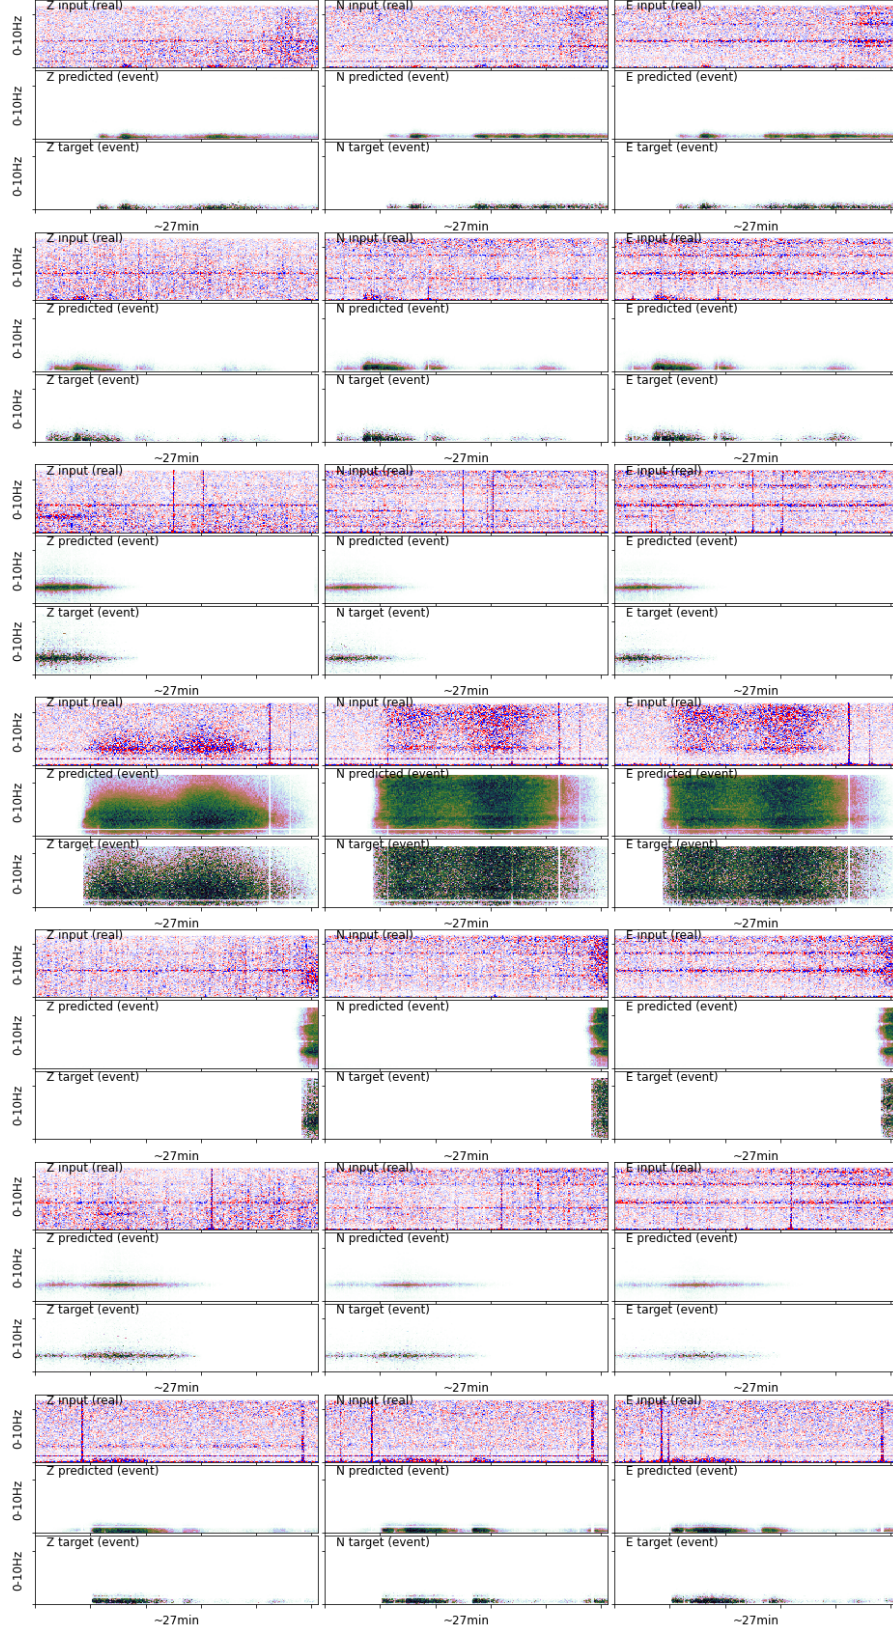 Z input (real) N input (real) E input (real)
0-10Hz
Z predicted (event) N predicted (event) E predicted (event)
0-10Hz
Z target (event) N target (event) E target (event)
0-10Hz
~27min ~27min ~27min
Z input (real) N input (real) E input (real)
0-10Hz
Z predicted (event) N predicted (event) E predicted (event)
0-10Hz
Z target (event) N target (event) E target (event)
0-10Hz
~27min ~27min ~27min
Z input (real) N input (real) E input (real)
0-10Hz
Z predicted (event) N predicted (event) E predicted (event)
0-10Hz
Z target (event) N target (event) E target (event)
0-10Hz
~27min ~27min ~27min
Z input (real) N input (real) E input (real)
0-10Hz
Z predicted (event) N predicted (event) E predicted (event)
0-10Hz
Z target (event) N target (event) E target (event)
0-10Hz
~27min ~27min ~27min
Z input (real) N input (real) E input (real)
0-10Hz
Z predicted (event) N predicted (event) E predicted (event)
0-10Hz
Z target (event) N target (event) E target (event)
0-10Hz
~27min ~27min ~27min
Z input (real) N input (real) E input (real)
0-10Hz
Z predicted (event) N predicted (event) E predicted (event)
0-10Hz
Z target (event) N target (event) E target (event)
0-10Hz
~27min ~27min ~27min
Z input (real) N input (real) E input (real)
0-10Hz
Z predicted (event) N predicted (event) E predicted (event)
0-10Hz
Z target (event) N target (event) E target (event)
0-10Hz
~27min ~27min ~27min